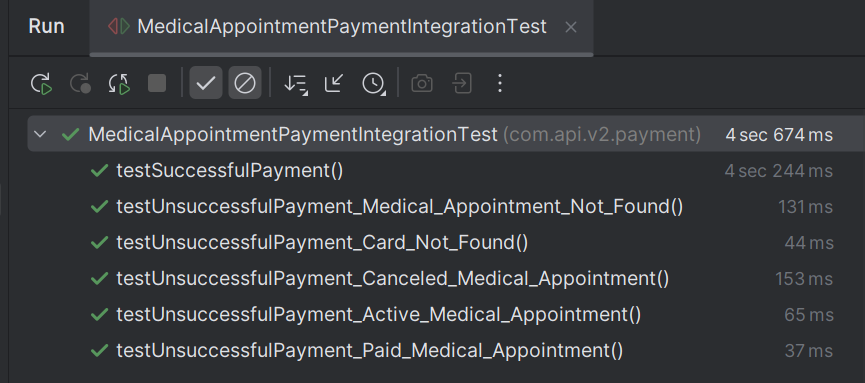 Run MedicalAppointmentPaymentIntegrationTest
MedicalAppointmentPaymentIntegrationTest (com.api.v2.payment) 4 sec 674 ms
testSuccessfulPayment() 4 sec 244 ms
testUnsuccessfulPayment_Medical_Appointment_Not_Found() 131 ms
testUnsuccessfulPayment_Card_Not_Found() 44 ms
testUnsuccessfulPayment_Canceled_Medical_Appointment() 153 ms
testUnsuccessfulPayment_Active_Medical_Appointment() 65 ms
testUnsuccessfulPayment_Paid_Medical_Appointment() 37 ms